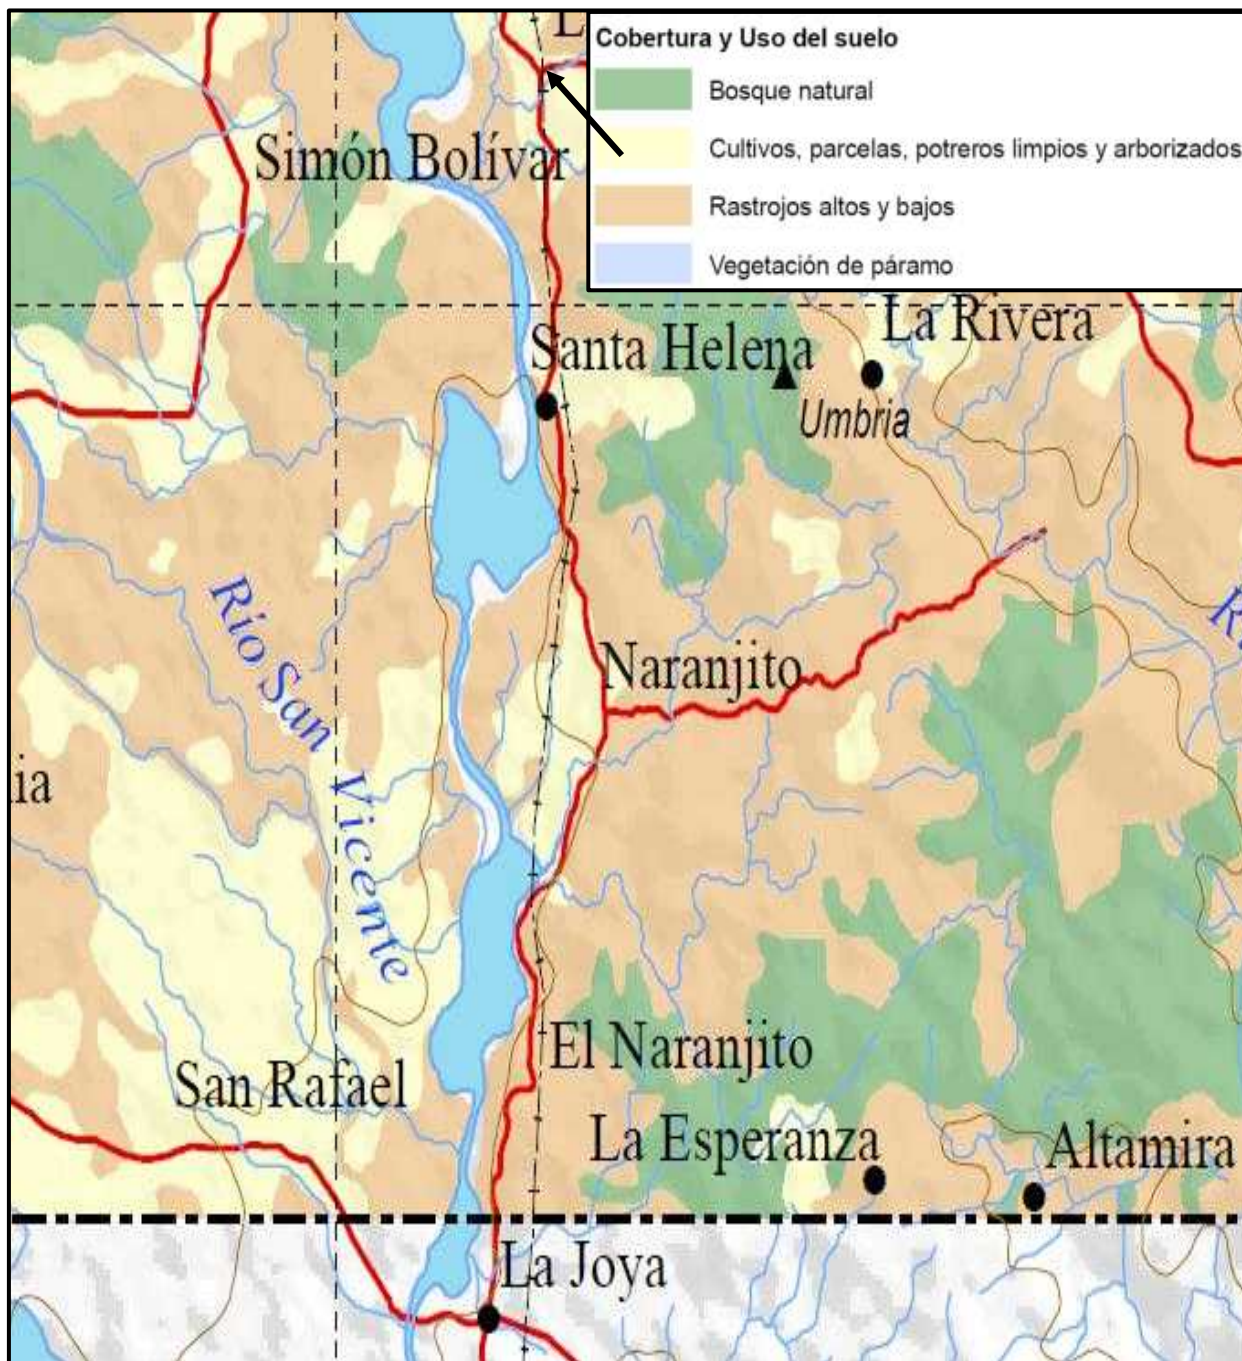 Cobertura y Uso del suelo
Bosque natural
Cultivos, parcelas, potreros limpios y arborizados
Rastrojos altos y bajos
Vegetación de páramo
Simón Bolívar
La Rivera
Santa Helena
Umbria
Río San Vicente
Naranjito
El Naranjito
San Rafael
La Esperanza
Altamira
La Joya